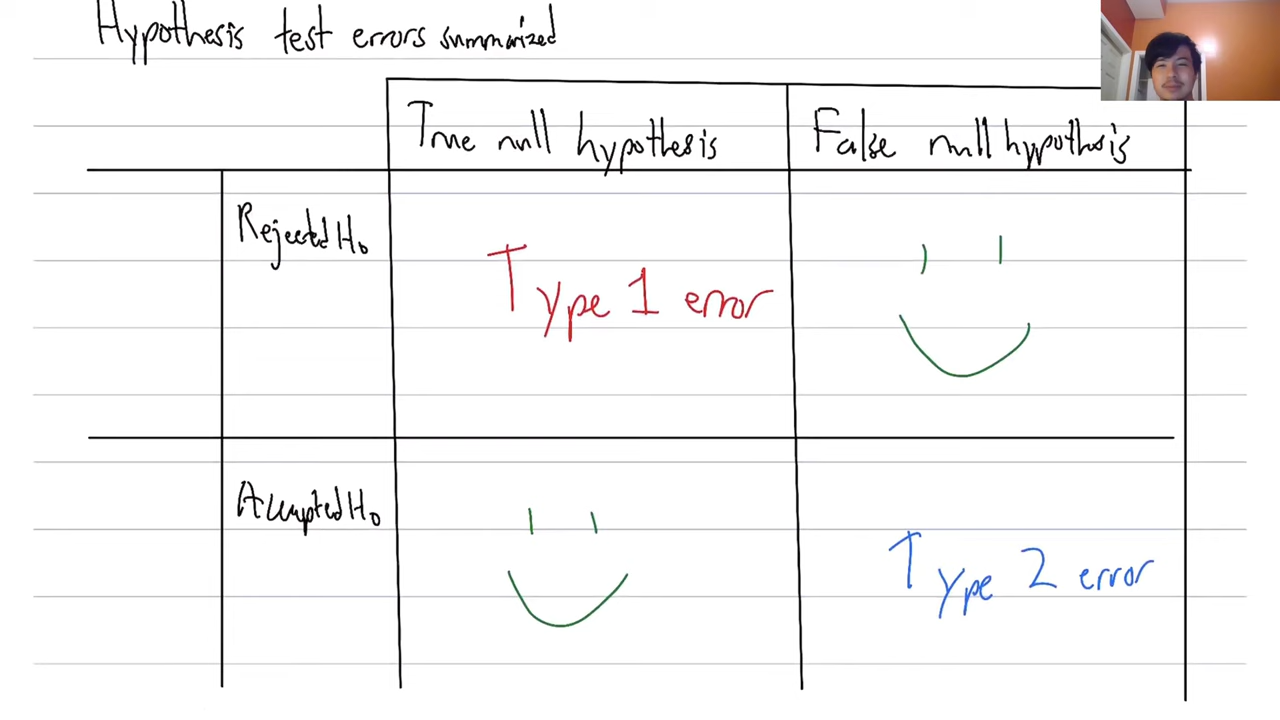 Hypothesis test errors summarized
True null hypothesis
False null hypothesis
Rejected H₀
Type 1 error
Accepted H₀
Type 2 error